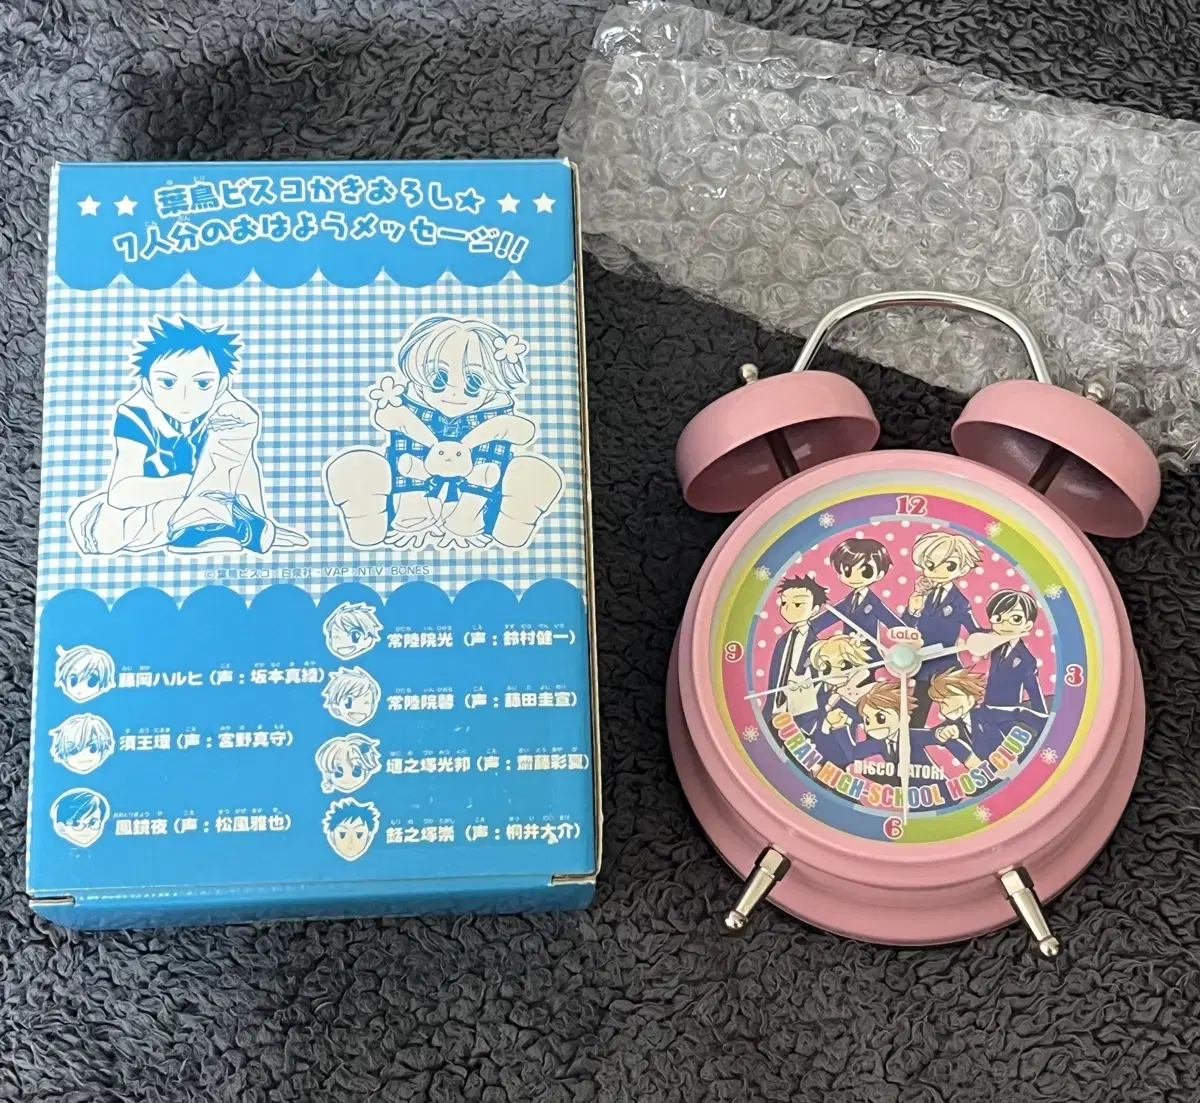 葉鳥ビスコかきおろし★
7人分のおはようメッセージ!!
©葉鳥ビスコ／白泉社・VAP・NTV・BONES
藤岡ハルヒ（声：坂本真綾）
須王環（声：宮野真守）
鳳鏡夜（声：松風雅也）
常陸院光（声：鈴村健一）
常陸院馨（声：藤田圭宣）
埴之塚光邦（声：齋藤彩夏）
銛之塚崇（声：桐井大介）
12
3
6
9
LaLa
OURAN HIGH-SCHOOL HOST CLUB